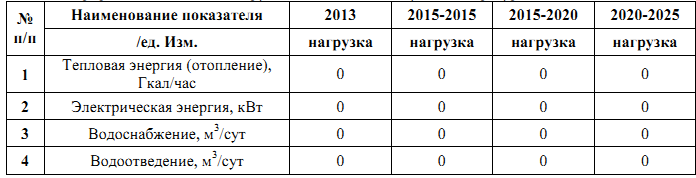 № п/п Наименование показателя 2013 2015-2015 2015-2020 2020-2025
/ед. Изм. нагрузка нагрузка нагрузка нагрузка
1 Тепловая энергия (отопление), Гкал/час 0 0 0 0
2 Электрическая энергия, кВт 0 0 0 0
3 Водоснабжение, м³/сут 0 0 0 0
4 Водоотведение, м³/сут 0 0 0 0